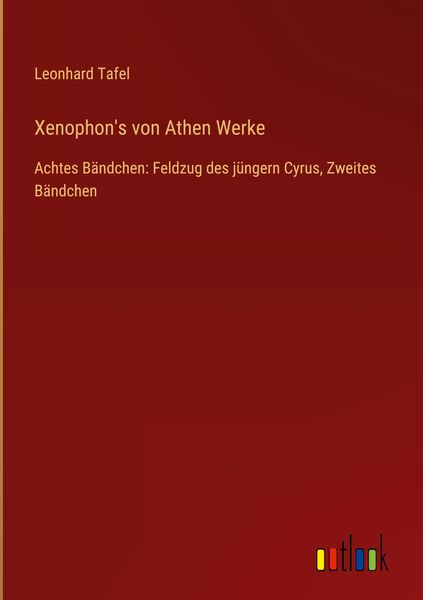 Leonhard Tafel
Xenophon's von Athen Werke
Achtes Bändchen: Feldzug des jüngern Cyrus, Zweites
Bändchen
outlook